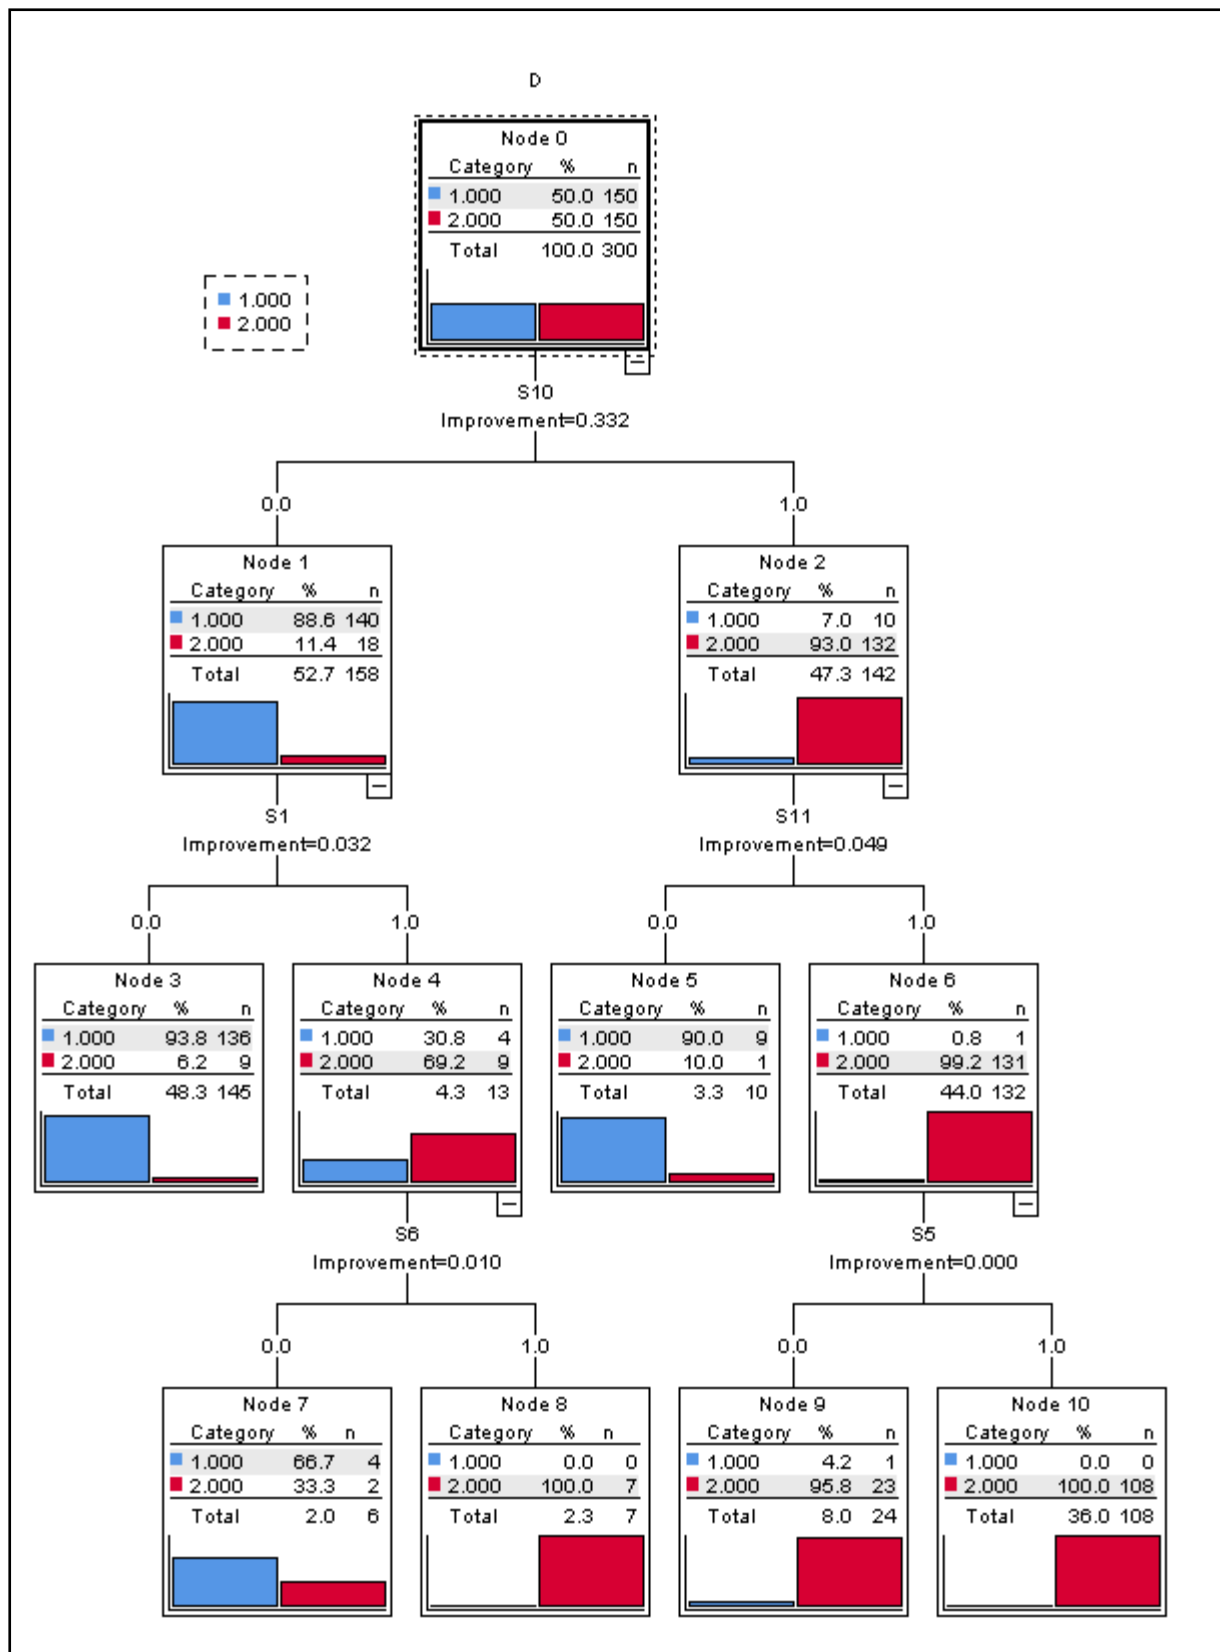 D
Node 0
Category % n
1.000 50.0 150
2.000 50.0 150
Total 100.0 300
1.000
2.000
S10
Improvement=0.332
0.0 1.0
Node 1
Category % n
1.000 88.6 140
2.000 11.4 18
Total 52.7 158
Node 2
Category % n
1.000 7.0 10
2.000 93.0 132
Total 47.3 142
S1
Improvement=0.032
S11
Improvement=0.049
0.0 1.0
0.0 1.0
Node 3
Category % n
1.000 93.8 136
2.000 6.2 9
Total 48.3 145
Node 4
Category % n
1.000 30.8 4
2.000 69.2 9
Total 4.3 13
Node 5
Category % n
1.000 90.0 9
2.000 10.0 1
Total 3.3 10
Node 6
Category % n
1.000 0.8 1
2.000 99.2 131
Total 44.0 132
S6
Improvement=0.010
S5
Improvement=0.000
0.0 1.0
0.0 1.0
Node 7
Category % n
1.000 66.7 4
2.000 33.3 2
Total 2.0 6
Node 8
Category % n
1.000 0.0 0
2.000 100.0 7
Total 2.3 7
Node 9
Category % n
1.000 4.2 1
2.000 95.8 23
Total 8.0 24
Node 10
Category % n
1.000 0.0 0
2.000 100.0 108
Total 36.0 108